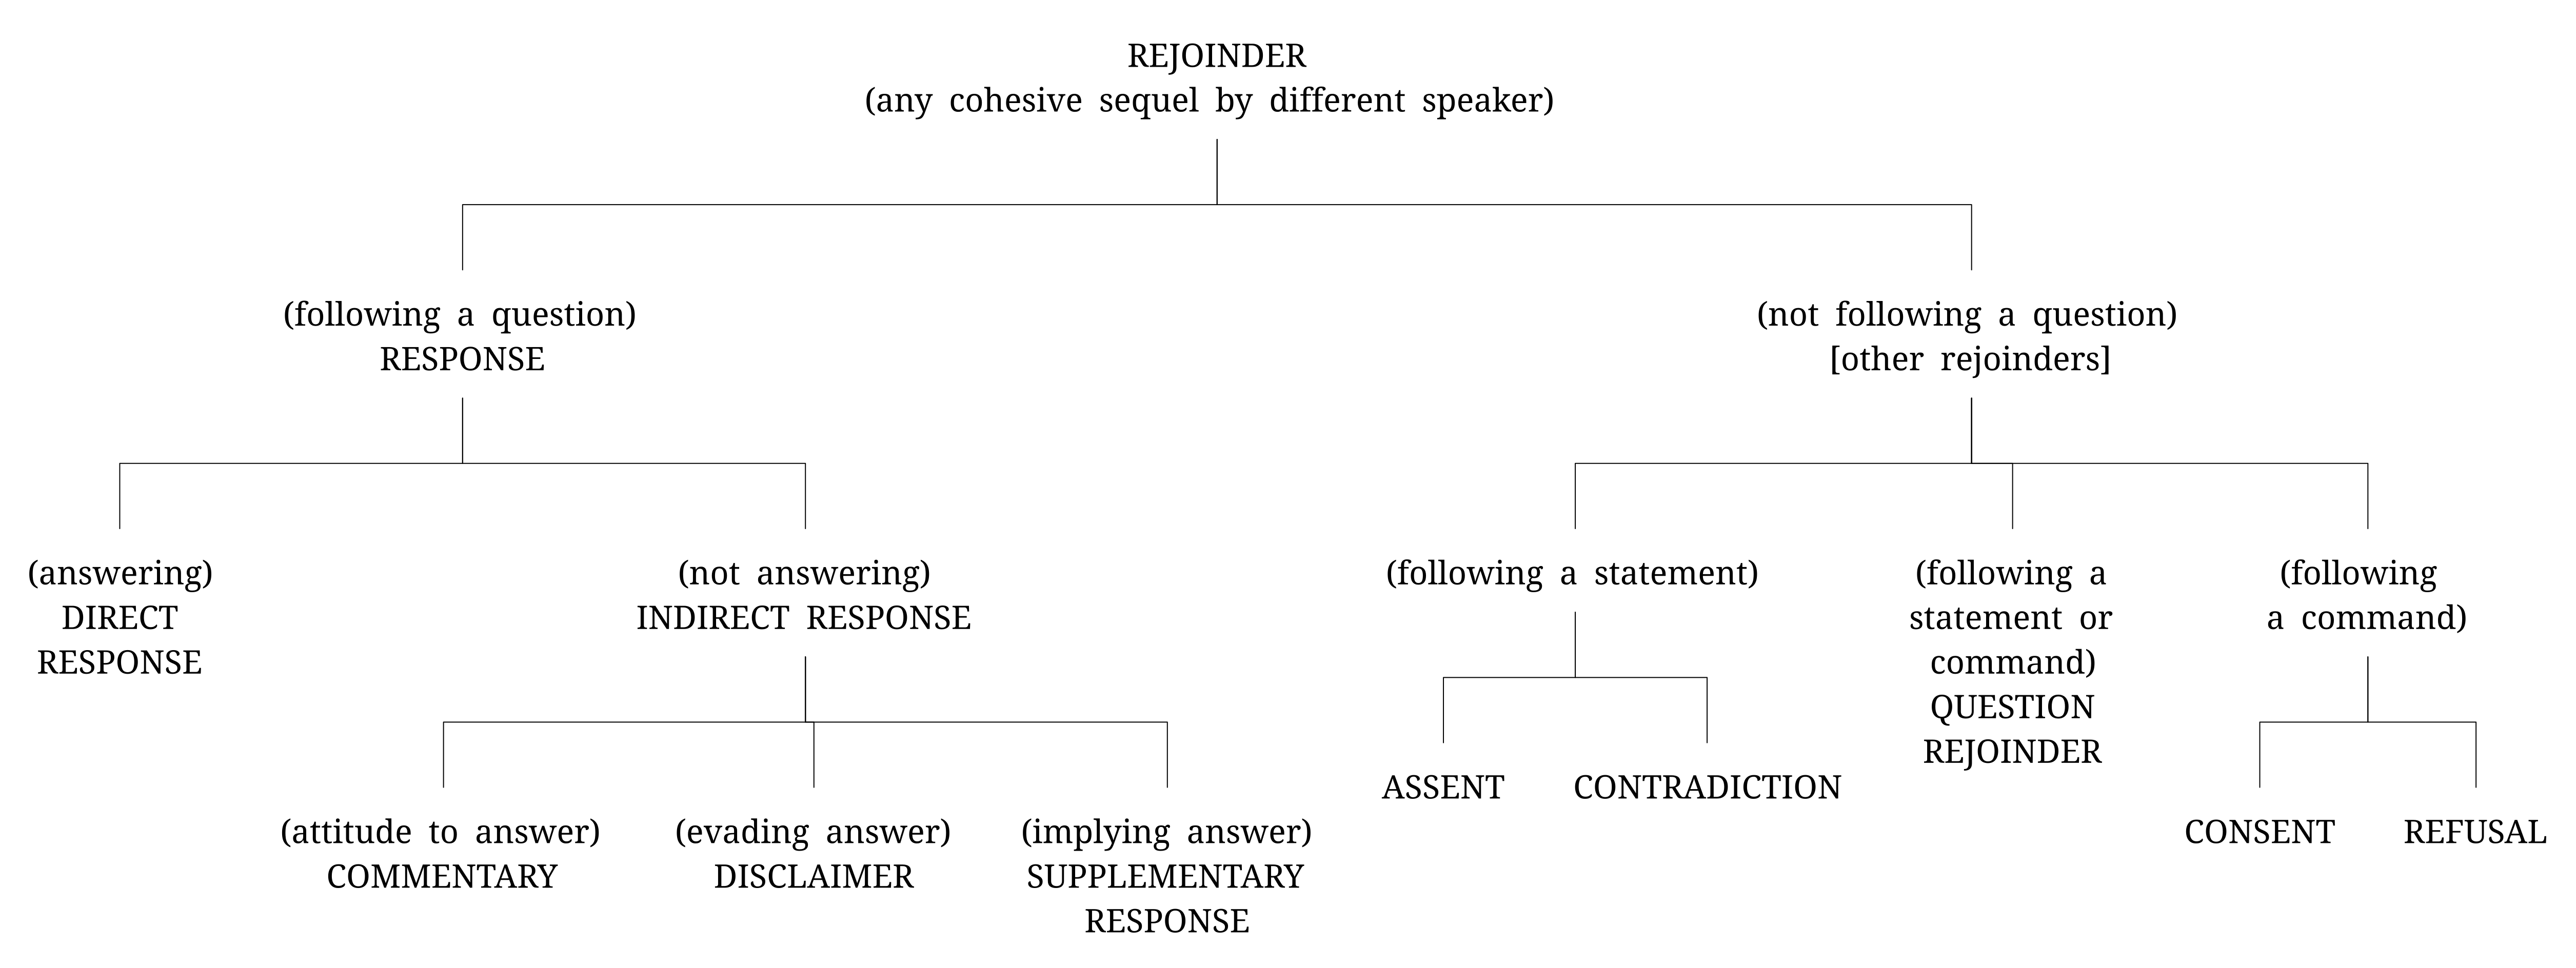 REJOINDER
(any cohesive sequel by different speaker)
(following a question)
RESPONSE
(not following a question)
[other rejoinders]
(answering)
DIRECT
RESPONSE
(not answering)
INDIRECT RESPONSE
(following a statement)
(following a
statement or
command)
QUESTION
REJOINDER
(following
a command)
(attitude to answer)
COMMENTARY
(evading answer)
DISCLAIMER
(implying answer)
SUPPLEMENTARY
RESPONSE
ASSENT
CONTRADICTION
CONSENT
REFUSAL